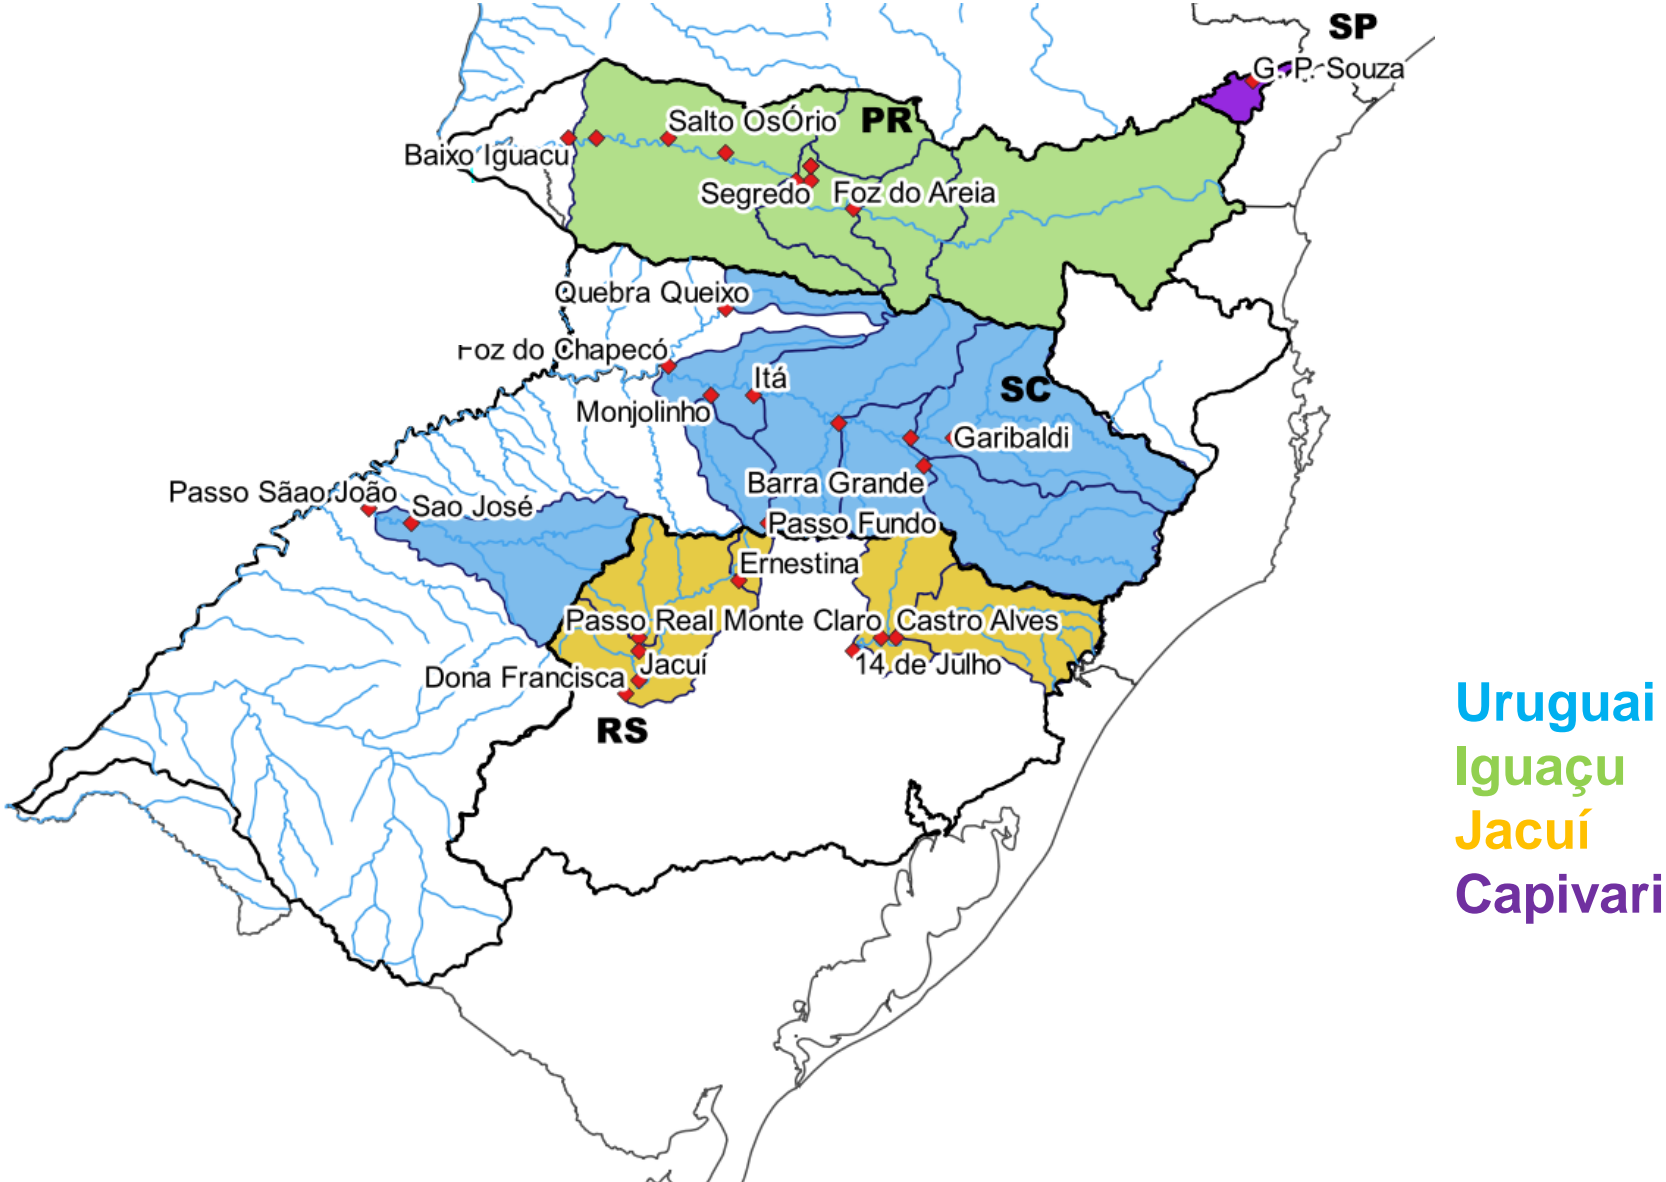 SP
G. P. Souza
Salto OsÓrio
PR
Baixo Iguacu
Segredo
Foz do Areia
Quebra Queixo
Foz do Chapecó
Itá
SC
Monjolinho
Garibaldi
Barra Grande
Passo Sãao João
Sao José
Passo Fundo
Ernestina
Passo Real
Monte Claro
Castro Alves
Jacuí
14 de Julho
Dona Francisca
RS
Uruguai
Iguaçu
Jacuí
Capivari